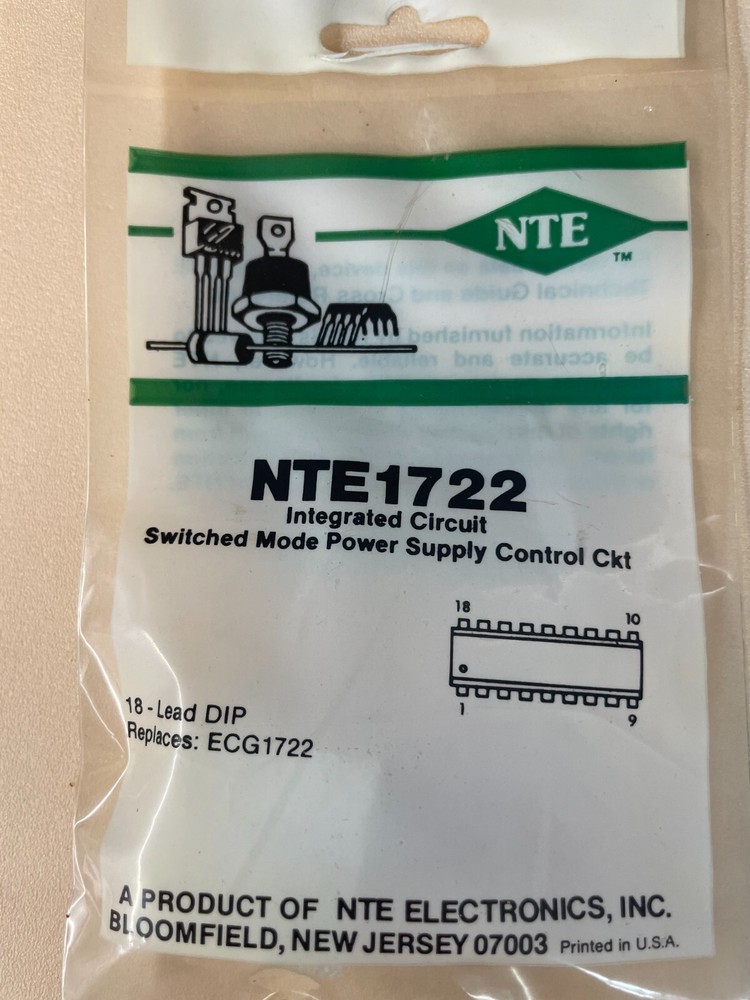 NTE
TM
NTE1722
Integrated Circuit
Switched Mode Power Supply Control Ckt
18
10
1
9
18-Lead DIP
Replaces: ECG1722
A PRODUCT OF NTE ELECTRONICS, INC.
BLOOMFIELD, NEW JERSEY 07003 Printed in U.S.A.